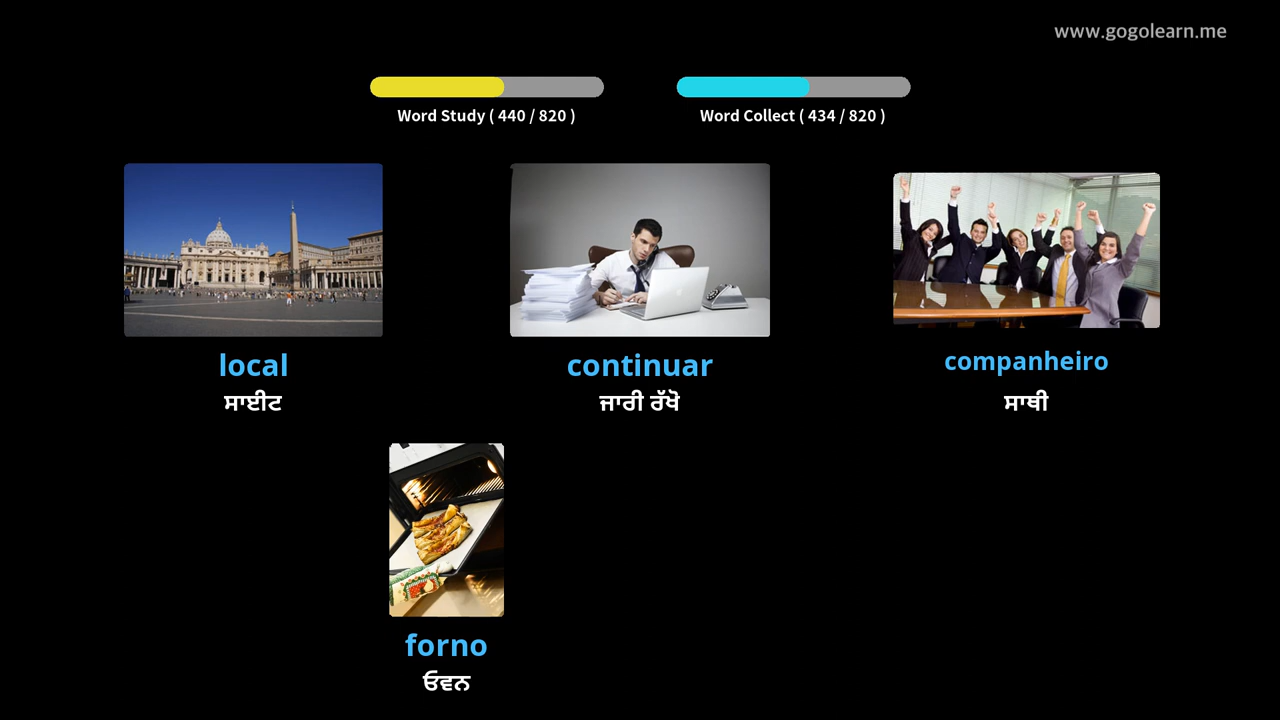 www.gogolearn.me
Word Study ( 440 / 820 )
Word Collect ( 434 / 820 )
local
continuar
companheiro
ਸਾਈਟ
ਜਾਰੀ ਰੱਖੋ
ਸਾਥੀ
forno
ਓਵਨ